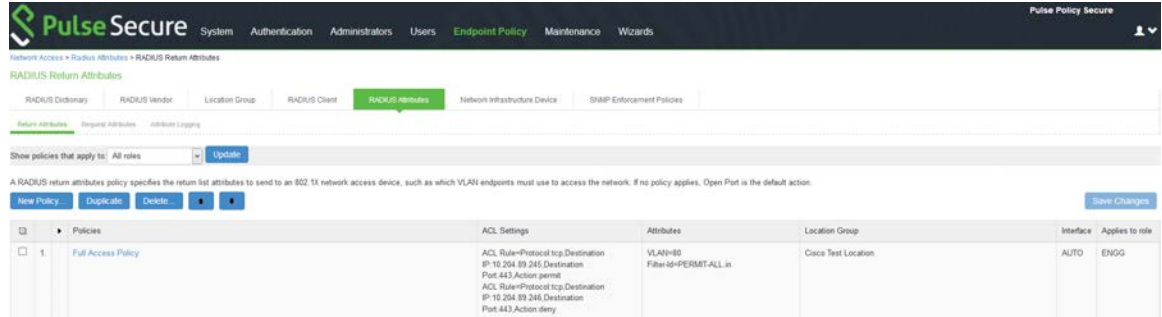 Pulse Policy Secure
Pulse Secure System Authentication Administrators Users Endpoint Policy Maintenance Wizards
Network Access > Radius Attributes > RADIUS Return Attributes
RADIUS Return Attributes
RADIUS Dictionary RADIUS Vendor Location Group RADIUS Client RADIUS Attributes Network Infrastructure Device SNMP Enforcement Policies
Return Attributes Request Attributes Attribute Logging
Show policies that apply to: All roles Update
A RADIUS return attributes policy specifies the return list attributes to send to an 802.1X network access device, such as which VLAN endpoints must use to access the network. If no policy applies, Open Port is the default action.
New Policy... Duplicate Delete... Save Changes
Policies ACL Settings Attributes Location Group Interface Applies to role
1. Full Access Policy ACL Rule=Protocol:tcp,Destination VLAN=80 Cisco Test Location AUTO ENGG
IP:10.204.89.245,Destination Filter-Id=PERMIT-ALL.in
Port:443,Action:permit
ACL Rule=Protocol:tcp,Destination
IP:10.204.89.246,Destination
Port:443,Action:deny